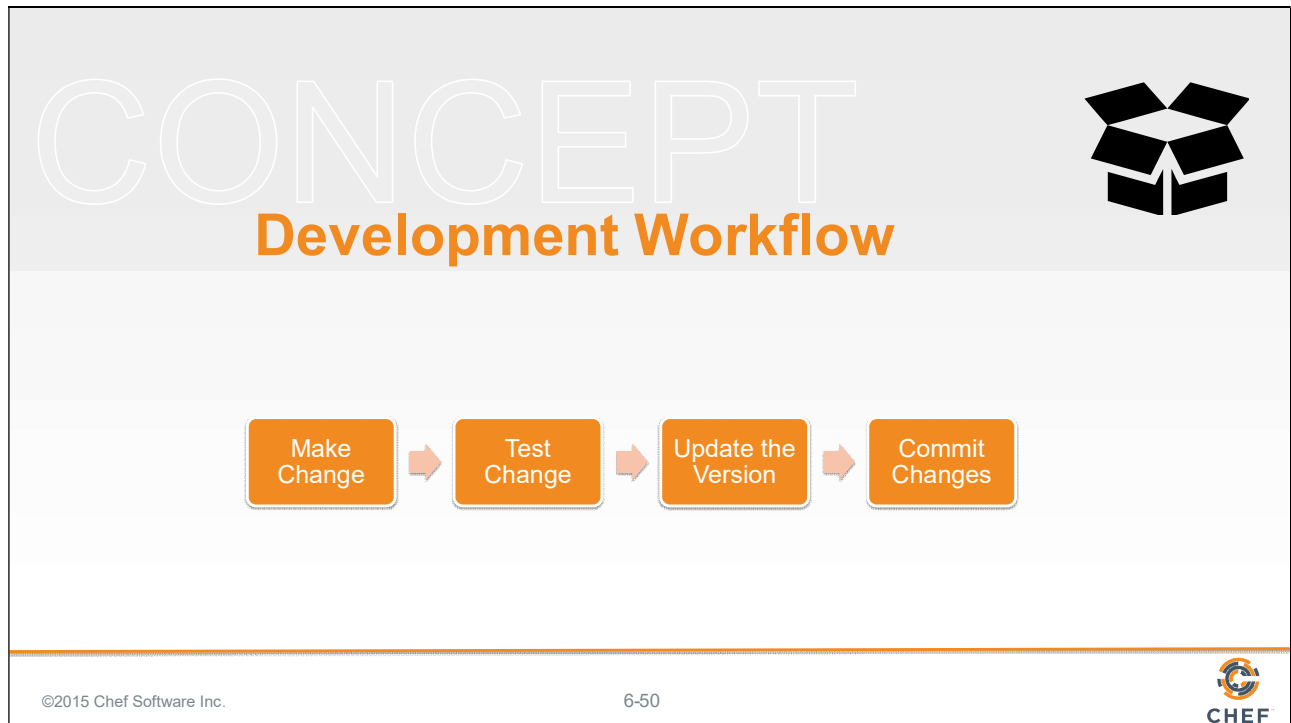 CONCEPT
Development Workflow
Make
Change
Test
Change
Update the
Version
Commit
Changes
©2015 Chef Software Inc.
6-50
CHEF